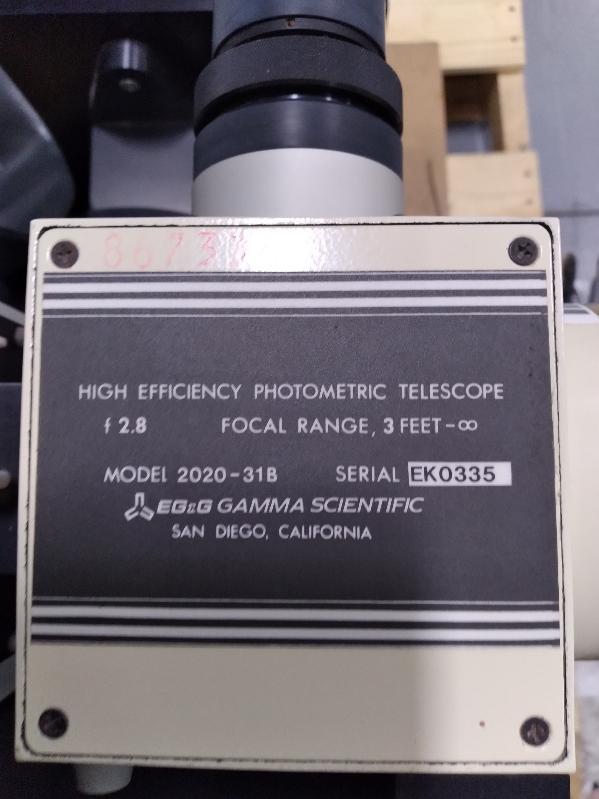 HIGH EFFICIENCY PHOTOMETRIC TELESCOPE
f 2.8 FOCAL RANGE, 3 FEET-∞
MODEL 2020-31B SERIAL EK0335
EG&G GAMMA SCIENTIFIC
SAN DIEGO, CALIFORNIA